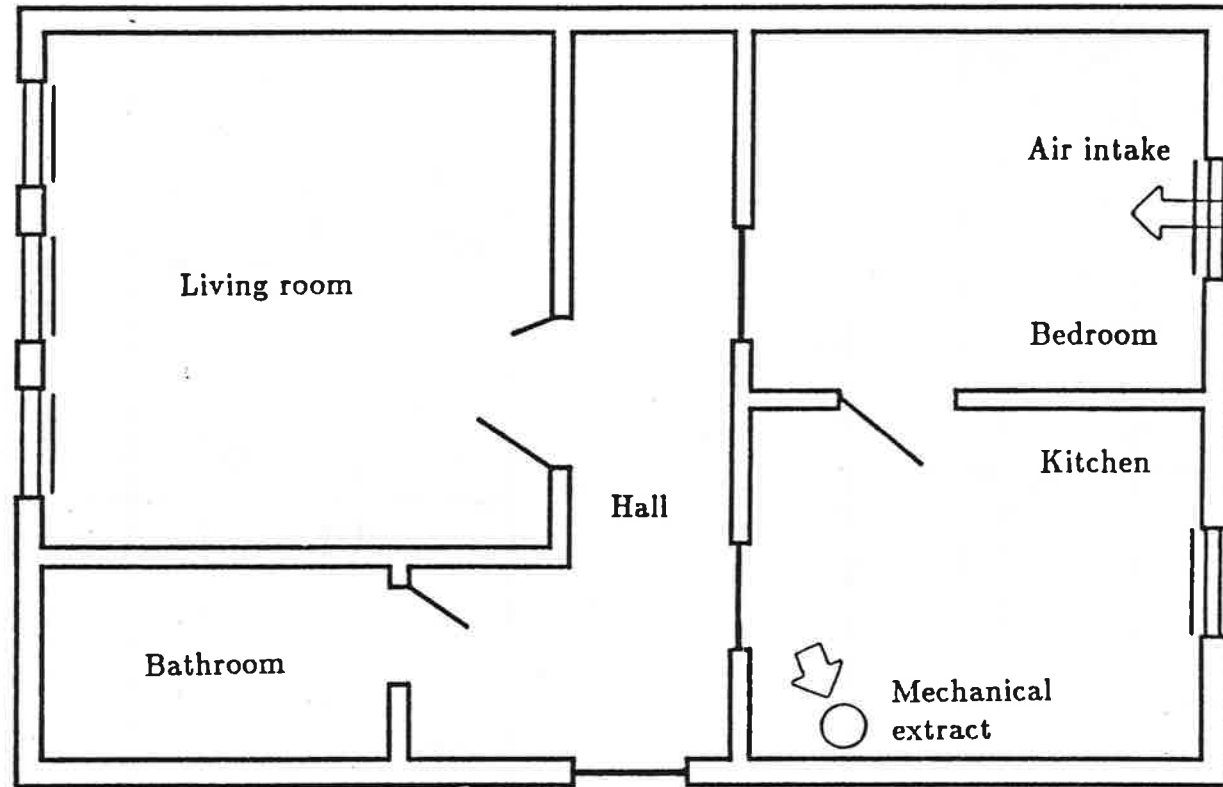 Air intake
Living room
Bedroom
Kitchen
Hall
Bathroom
Mechanical
extract